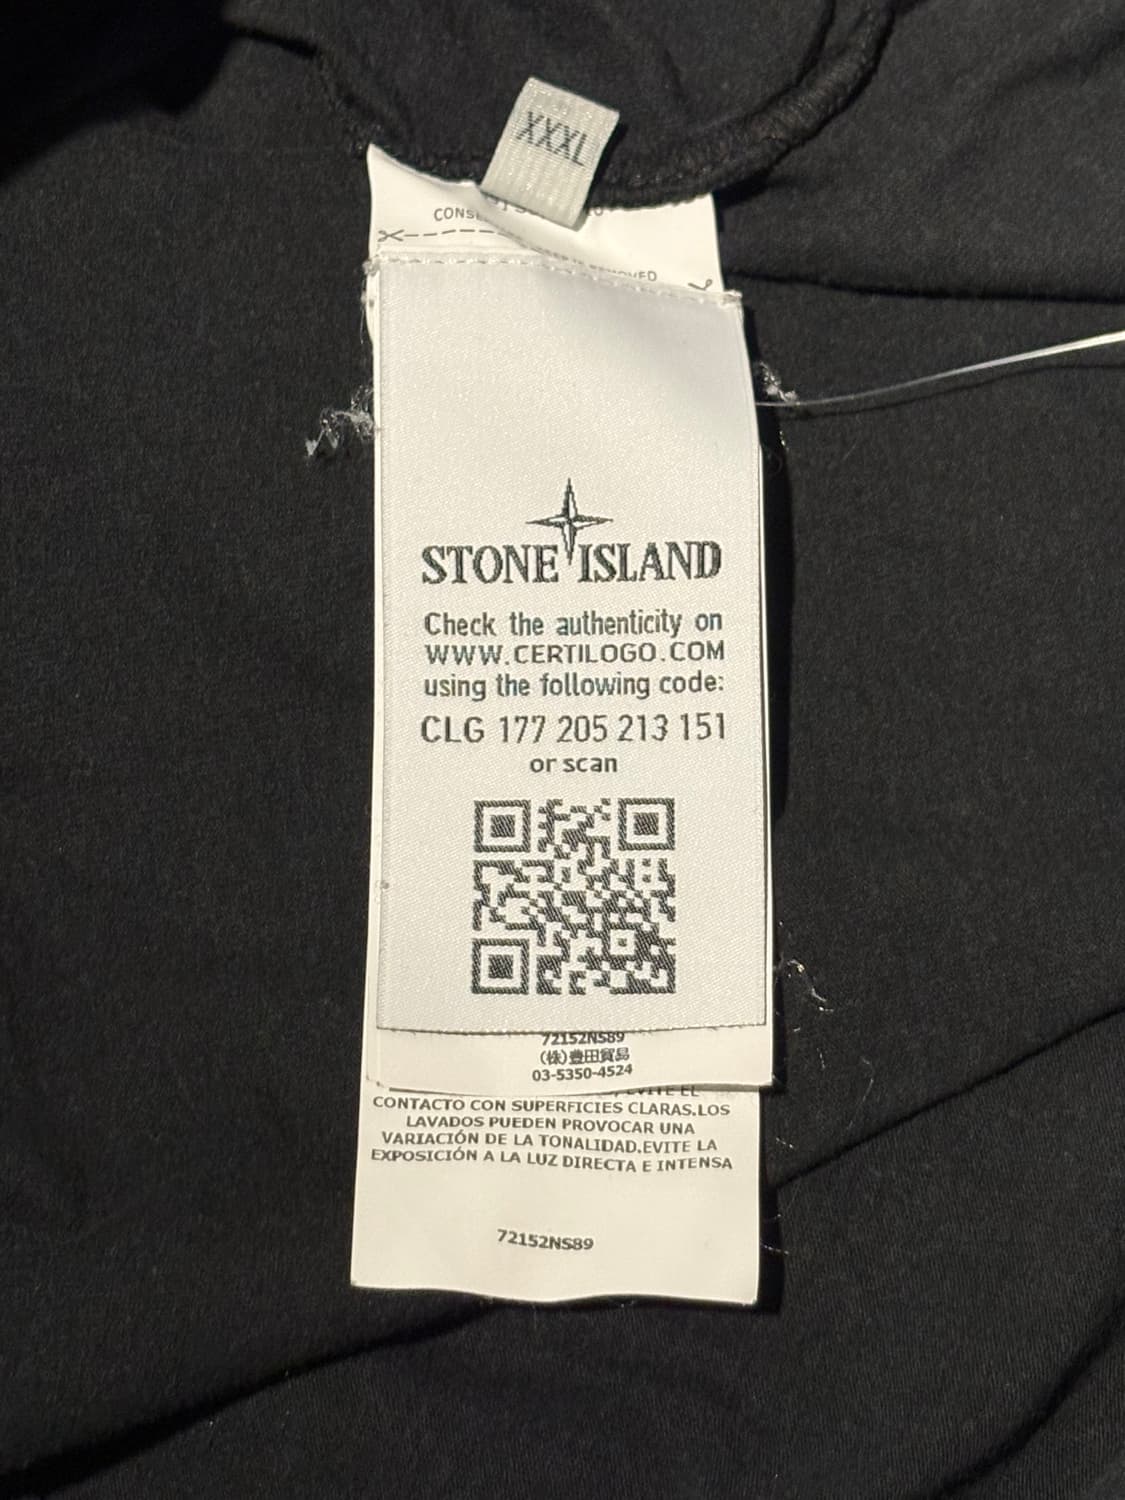 XXXL
STONE ISLAND
Check the authenticity on
WWW.CERTILOGO.COM
using the following code:
CLG 177 205 213 151
or scan
72152NS89
(株)豊田貿易
03-5350-4524
EVITE EL
CONTACTO CON SUPERFICIES CLARAS.LOS
LAVADOS PUEDEN PROVOCAR UNA
VARIACIÓN DE LA TONALIDAD.EVITE LA
EXPOSICIÓN A LA LUZ DIRECTA E INTENSA
72152NS89